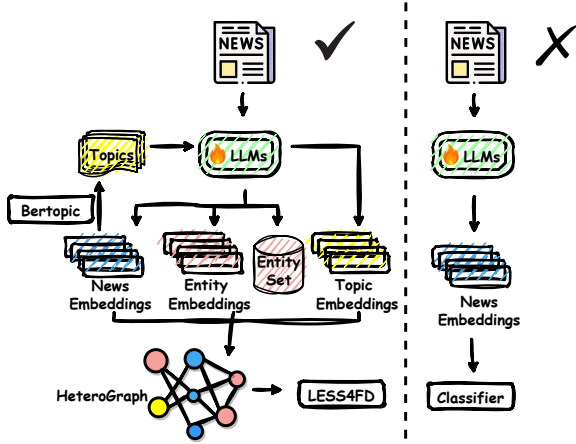 NEWS
NEWS
Topics
LLMs
LLMs
Bertopic
News
Embeddings
Entity
Embeddings
Entity
Set
Topic
Embeddings
News
Embeddings
HeteroGraph
LESS4FD
Classifier